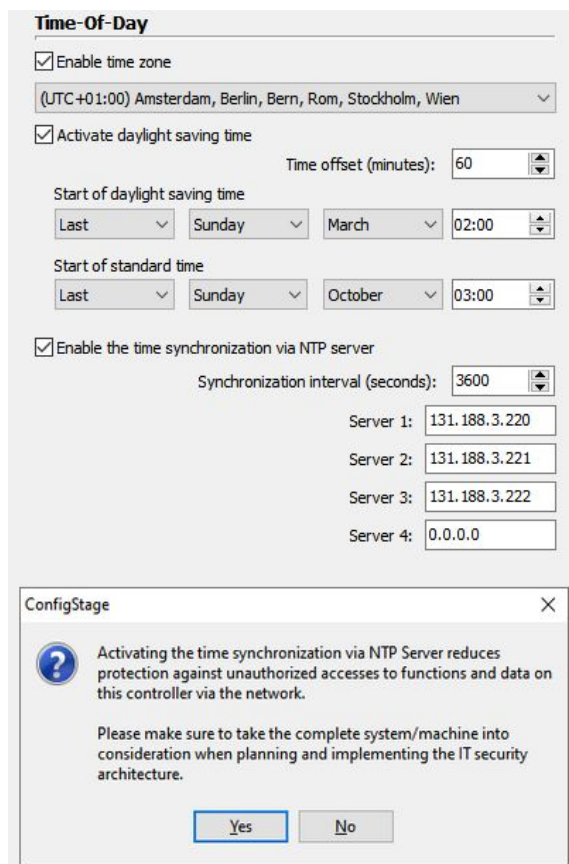 Time-Of-Day
Enable time zone
(UTC+01:00) Amsterdam, Berlin, Bern, Rom, Stockholm, Wien
Activate daylight saving time
Time offset (minutes): 60
Start of daylight saving time
Last Sunday March 02:00
Start of standard time
Last Sunday October 03:00
Enable the time synchronization via NTP server
Synchronization interval (seconds): 3600
Server 1: 131.188.3.220
Server 2: 131.188.3.221
Server 3: 131.188.3.222
Server 4: 0.0.0.0
ConfigStage
Activating the time synchronization via NTP Server reduces
protection against unauthorized accesses to functions and data on
this controller via the network.
Please make sure to take the complete system/machine into
consideration when planning and implementing the IT security
architecture.
Yes No